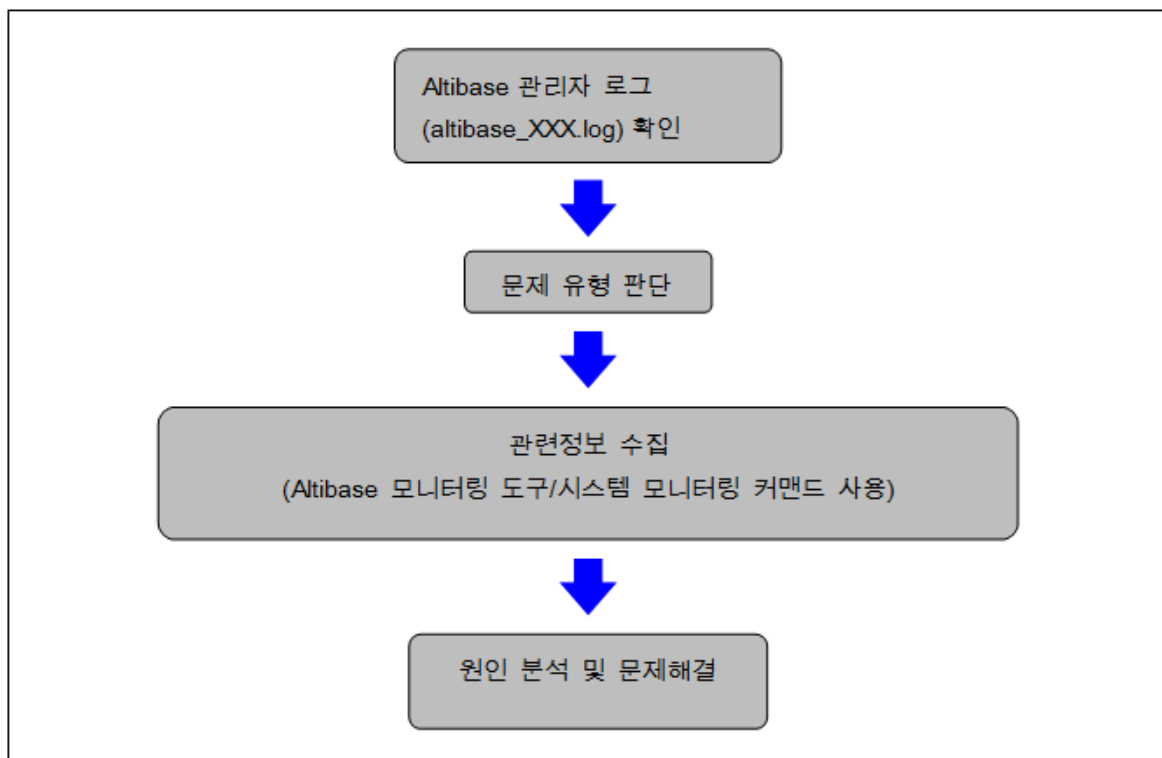 Altibase 관리자 로그
(altibase_XXX.log) 확인
문제 유형 판단
관련정보 수집
(Altibase 모니터링 도구/시스템 모니터링 커맨드 사용)
원인 분석 및 문제해결